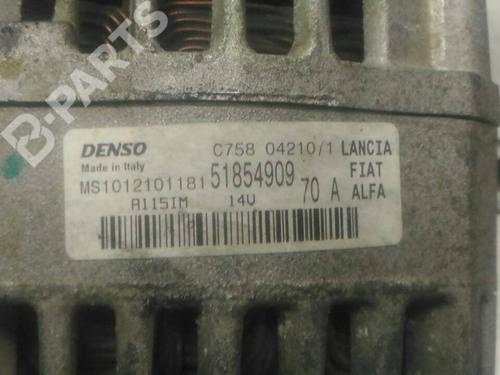 B-PARTS
DENSO C758 04210/1 LANCIA
Made in Italy FIAT
MS1012101181 51854909 70 A ALFA
A115IM 14V